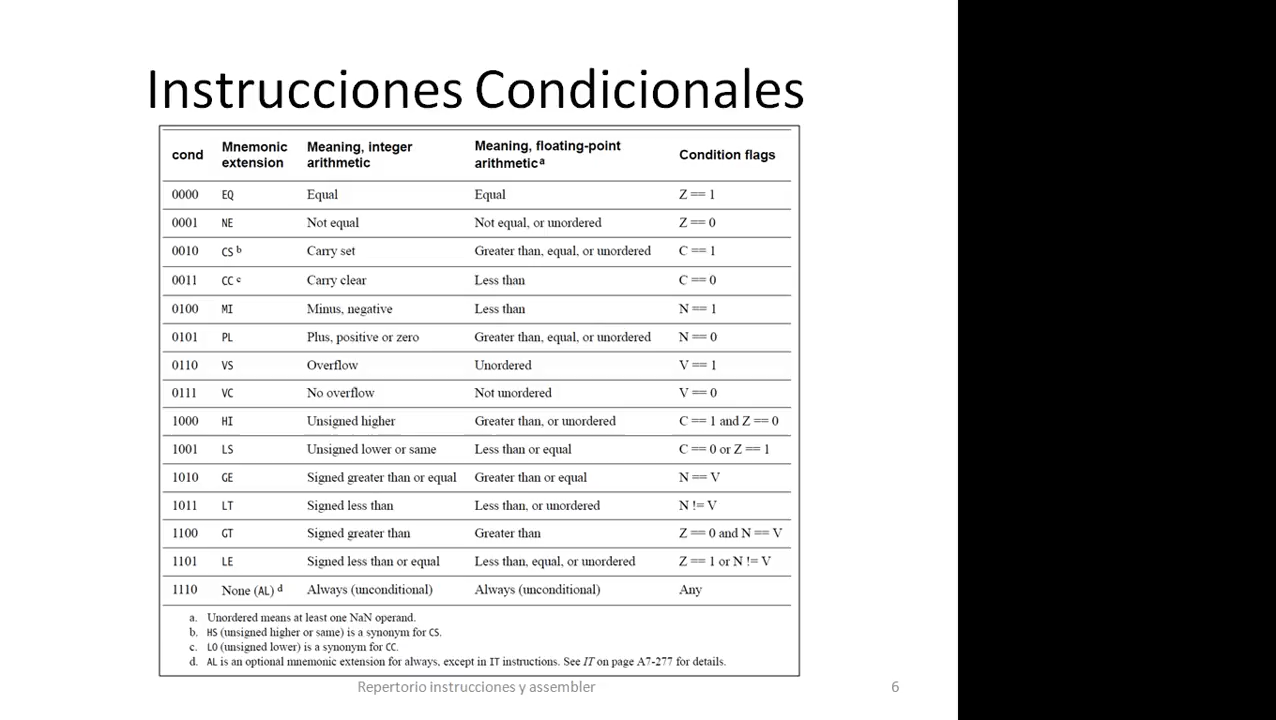 Instrucciones Condicionales
cond Mnemonic extension Meaning, integer arithmetic Meaning, floating-point arithmetic a Condition flags
0000 EQ Equal Equal Z == 1
0001 NE Not equal Not equal, or unordered Z == 0
0010 CS b Carry set Greater than, equal, or unordered C == 1
0011 CC c Carry clear Less than C == 0
0100 MI Minus, negative Less than N == 1
0101 PL Plus, positive or zero Greater than, equal, or unordered N == 0
0110 VS Overflow Unordered V == 1
0111 VC No overflow Not unordered V == 0
1000 HI Unsigned higher Greater than, or unordered C == 1 and Z == 0
1001 LS Unsigned lower or same Less than or equal C == 0 or Z == 1
1010 GE Signed greater than or equal Greater than or equal N == V
1011 LT Signed less than Less than, or unordered N != V
1100 GT Signed greater than Greater than Z == 0 and N == V
1101 LE Signed less than or equal Less than, equal, or unordered Z == 1 or N != V
1110 None (AL) d Always (unconditional) Always (unconditional) Any
a. Unordered means at least one NaN operand.
b. HS (unsigned higher or same) is a synonym for CS.
c. LO (unsigned lower) is a synonym for CC.
d. AL is an optional mnemonic extension for always, except in IT instructions. See IT on page A7-277 for details.
Repertorio instrucciones y assembler 6